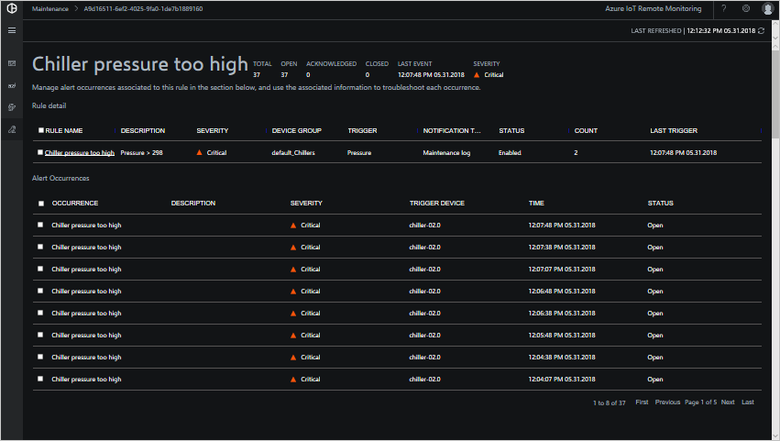 Maintenance > A9d16511-6ef2-4025-9fa0-1de7b1889160 Azure IoT Remote Monitoring ?
LAST REFRESHED | 12:12:32 PM 05.31.2018
Chiller pressure too high TOTAL OPEN ACKNOWLEDGED CLOSED LAST EVENT SEVERITY
37 37 0 0 12:07:48 PM 05.31.2018 Critical
Manage alert occurrences associated to this rule in the section below, and use the associated information to troubleshoot each occurrence.
Rule detail
RULE NAME DESCRIPTION SEVERITY DEVICE GROUP TRIGGER NOTIFICATION T... STATUS COUNT LAST TRIGGER
Chiller pressure too high Pressure > 298 Critical default_Chillers Pressure Maintenance log Enabled 2 12:07:48 PM 05.31.2018
Alert Occurrences
OCCURRENCE DESCRIPTION SEVERITY TRIGGER DEVICE TIME STATUS
Chiller pressure too high Critical chiller-02.0 12:07:48 PM 05.31.2018 Open
Chiller pressure too high Critical chiller-02.0 12:07:38 PM 05.31.2018 Open
Chiller pressure too high Critical chiller-02.0 12:07:07 PM 05.31.2018 Open
Chiller pressure too high Critical chiller-02.0 12:06:48 PM 05.31.2018 Open
Chiller pressure too high Critical chiller-02.0 12:06:38 PM 05.31.2018 Open
Chiller pressure too high Critical chiller-02.0 12:05:48 PM 05.31.2018 Open
Chiller pressure too high Critical chiller-02.0 12:04:38 PM 05.31.2018 Open
Chiller pressure too high Critical chiller-02.0 12:04:07 PM 05.31.2018 Open
1 to 8 of 37 First Previous Page 1 of 5 Next Last